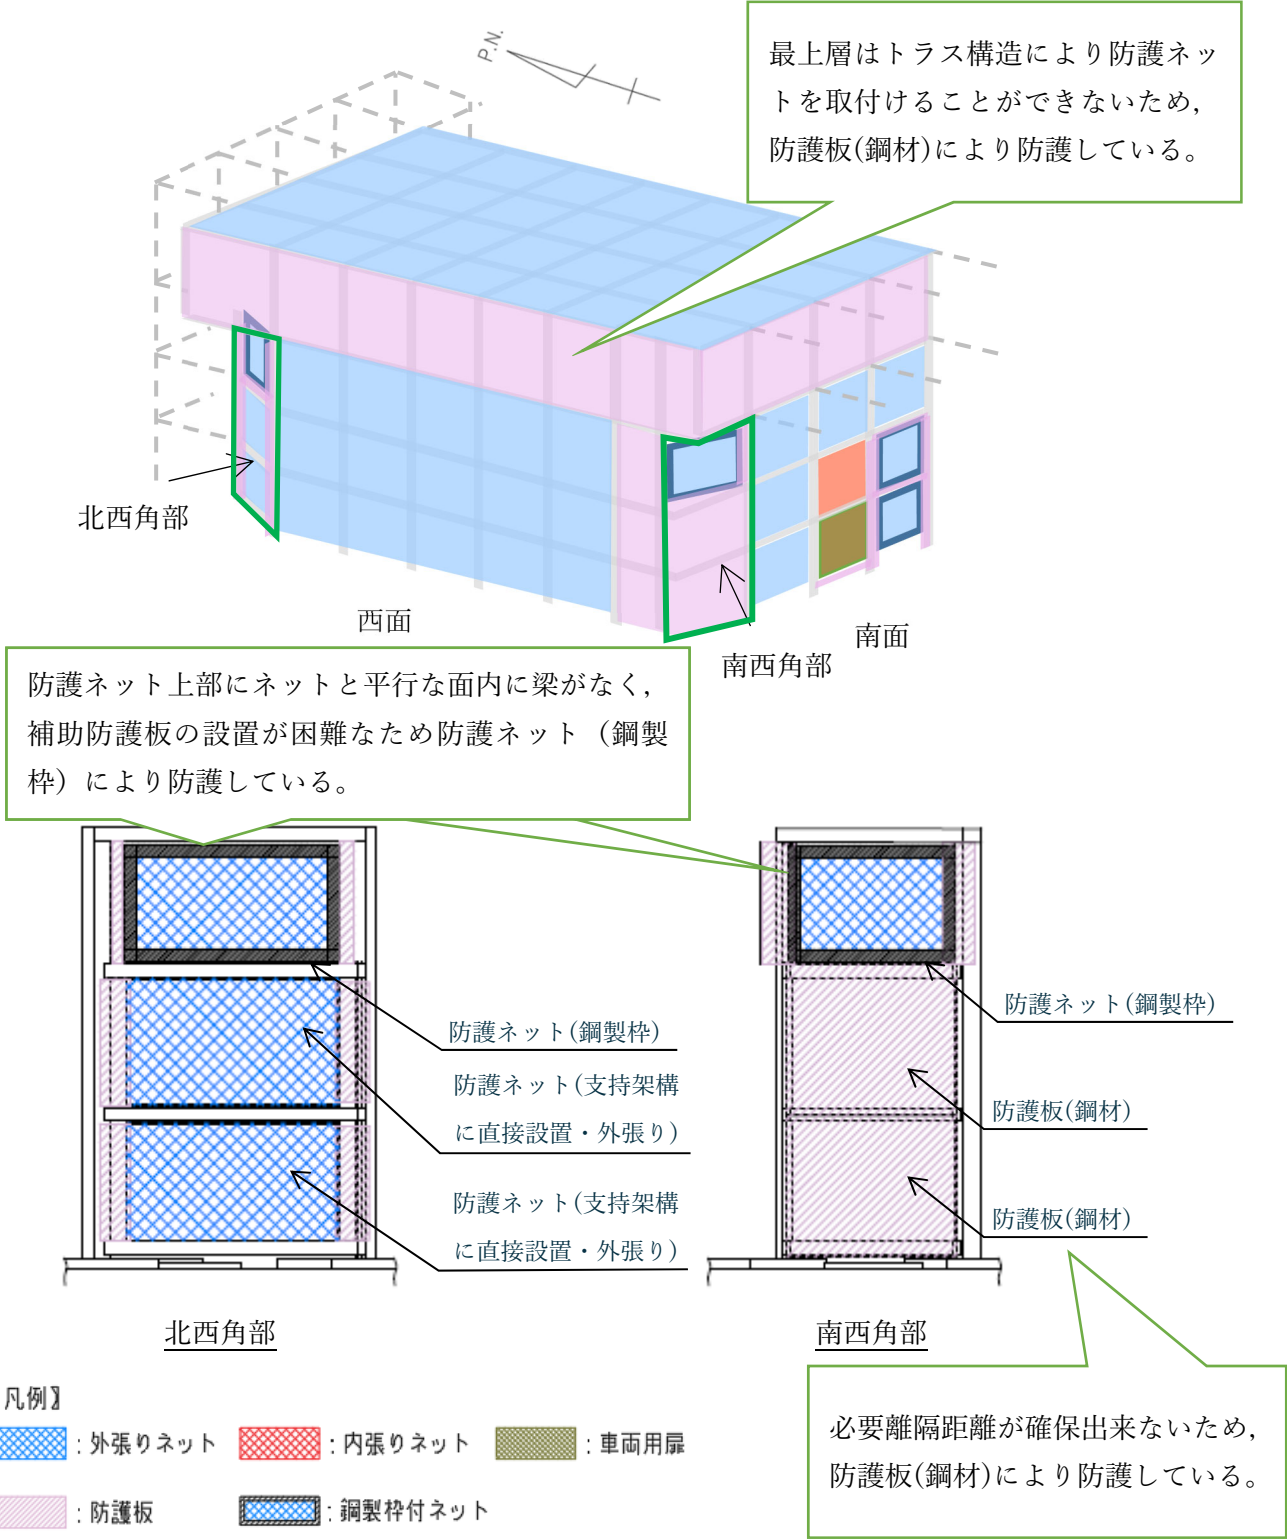 P.N.
最上層はトラス構造により防護ネッ
トを取付けることができないため,
防護板(鋼材)により防護している。
北西角部
西面
南西角部
南面
防護ネット上部にネットと平行な面内に梁がなく,
補助防護板の設置が困難なため防護ネット（鋼製
枠）により防護している。
防護ネット(鋼製枠)
防護ネット(支持架構
に直接設置・外張り)
防護ネット(支持架構
に直接設置・外張り)
北西角部
防護ネット(鋼製枠)
防護板(鋼材)
防護板(鋼材)
南西角部
必要離隔距離が確保出来ないため,
防護板(鋼材)により防護している。
凡例】
：外張りネット
：内張りネット
：車両用扉
：防護板
：鋼製枠付ネット